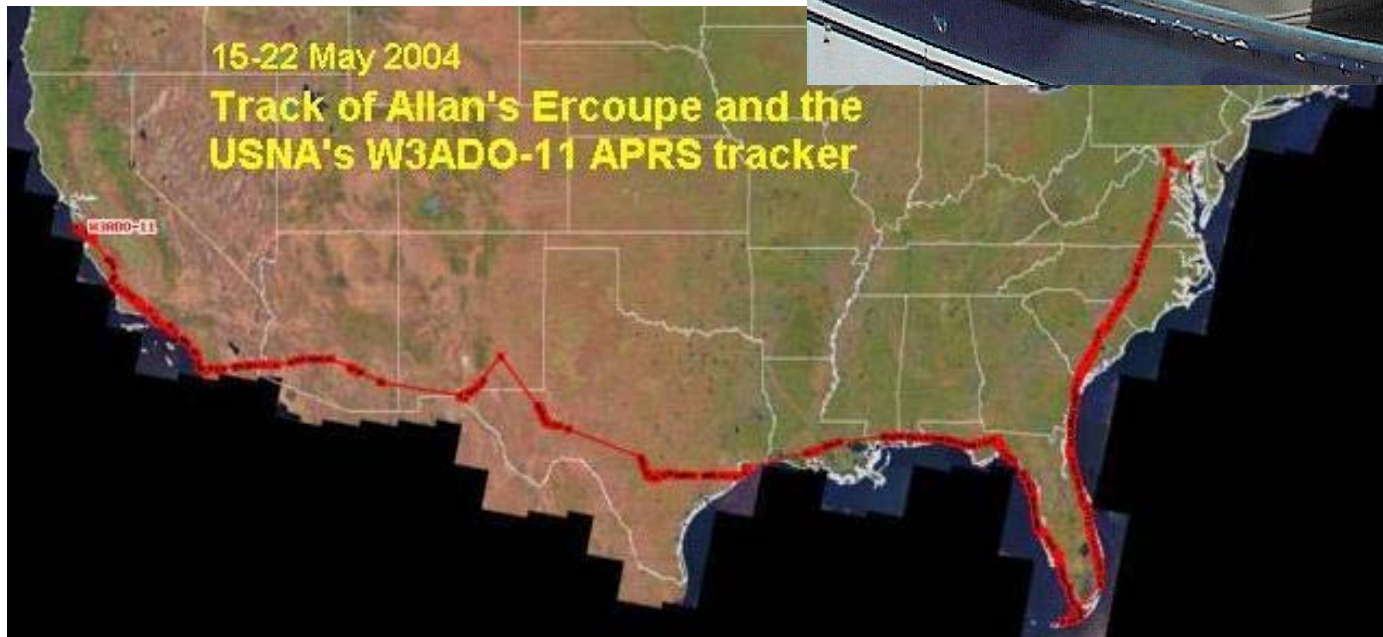 15-22 May 2004
Track of Allan's Ercoupe and the
USNA's W3ADO-11 APRS tracker
W3ADO-11